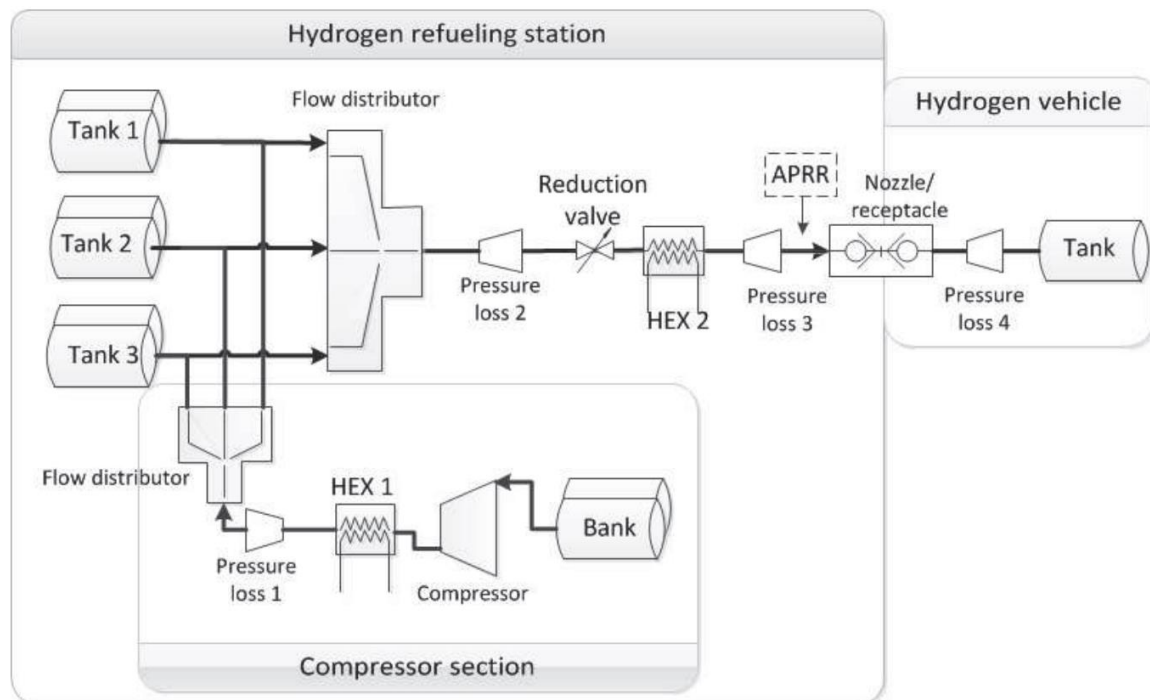 Hydrogen refueling station
Hydrogen vehicle
Flow distributor
Tank 1
Tank 2
Tank 3
Reduction
valve
APRR
Nozzle/
receptacle
Tank
Pressure
loss 2
HEX 2
Pressure
loss 3
Pressure
loss 4
Flow distributor
HEX 1
Bank
Pressure
loss 1
Compressor
Compressor section